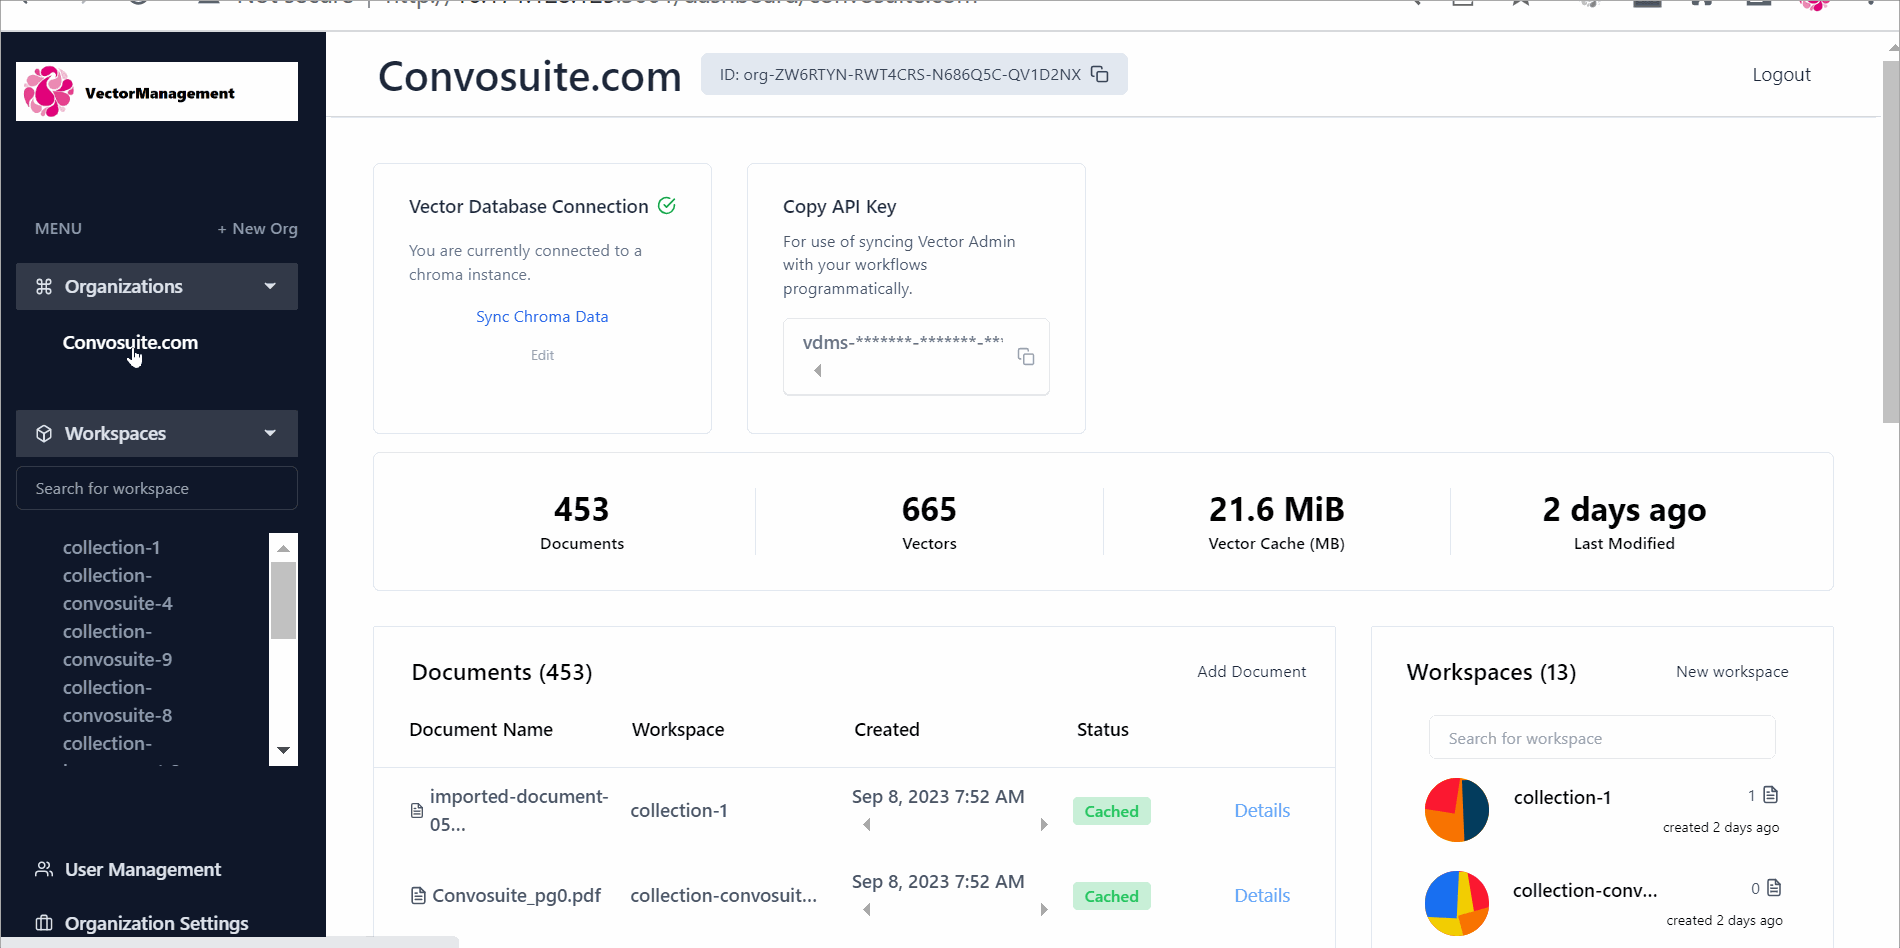 VectorManagement
MENU
+ New Org
Organizations
Convosuite.com
Workspaces
Search for workspace
collection-1
collection-
convosuite-4
collection-
convosuite-9
collection-
convosuite-8
collection-
User Management
Organization Settings
Convosuite.com
ID: org-ZW6RTYN-RWT4CRS-N686Q5C-QV1D2NX
Logout
Vector Database Connection
You are currently connected to a
chroma instance.
Sync Chroma Data
Edit
Copy API Key
For use of syncing Vector Admin
with your workflows
programmatically.
vdms-*******-*******-**
453
Documents
665
Vectors
21.6 MiB
Vector Cache (MB)
2 days ago
Last Modified
Documents (453)
Add Document
Document Name Workspace Created Status
imported-document-
05...
collection-1
Sep 8, 2023 7:52 AM
Cached
Details
Convosuite_pg0.pdf
collection-convosuit...
Sep 8, 2023 7:52 AM
Cached
Details
Workspaces (13)
New workspace
Search for workspace
collection-1
1
created 2 days ago
collection-conv...
0
created 2 days ago